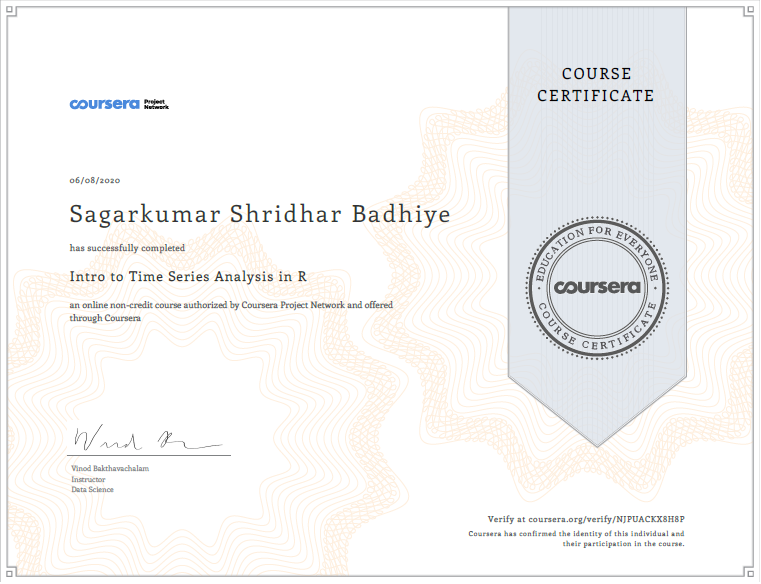 COURSE
CERTIFICATE
coursera Project
Network
06/08/2020
Sagarkumar Shridhar Badhiye
has successfully completed
Intro to Time Series Analysis in R
an online non-credit course authorized by Coursera Project Network and offered
through Coursera
EDUCATION FOR EVERYONE
coursera
COURSE CERTIFICATE
Vinod Bakthavachalam
Instructor
Data Science
Verify at coursera.org/verify/NJPUACKX8H8P
Coursera has confirmed the identity of this individual and
their participation in the course.